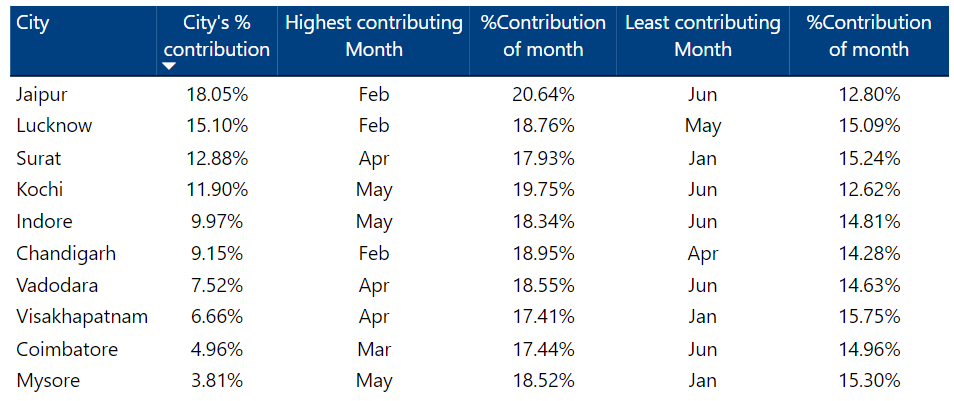 City City's % contribution Highest contributing Month %Contribution of month Least contributing Month %Contribution of month
Jaipur 18.05% Feb 20.64% Jun 12.80%
Lucknow 15.10% Feb 18.76% May 15.09%
Surat 12.88% Apr 17.93% Jan 15.24%
Kochi 11.90% May 19.75% Jun 12.62%
Indore 9.97% May 18.34% Jun 14.81%
Chandigarh 9.15% Feb 18.95% Apr 14.28%
Vadodara 7.52% Apr 18.55% Jun 14.63%
Visakhapatnam 6.66% Apr 17.41% Jan 15.75%
Coimbatore 4.96% Mar 17.44% Jun 14.96%
Mysore 3.81% May 18.52% Jan 15.30%